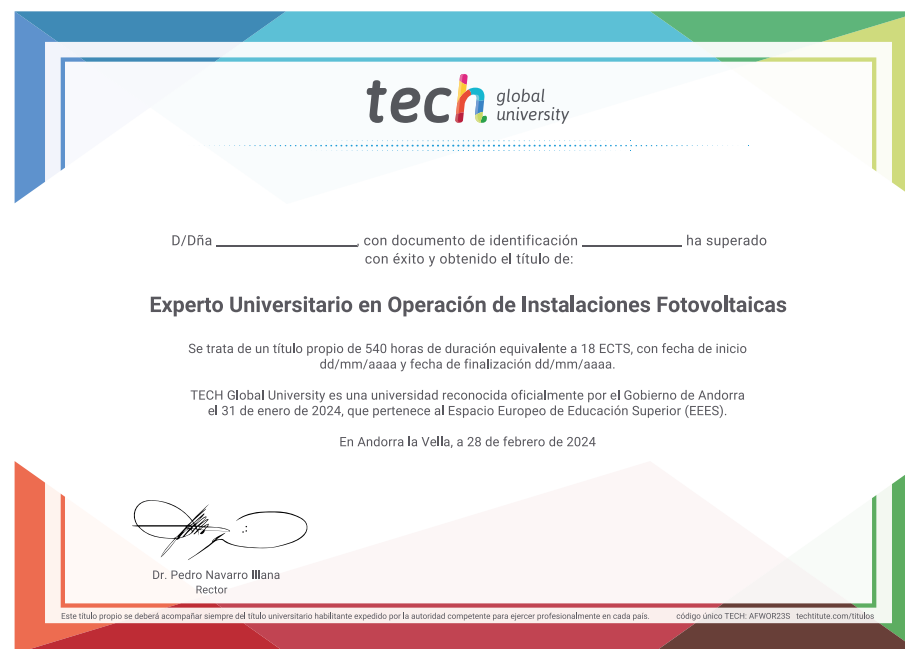 tech global university
D/Dña ____________, con documento de identificación ____________ ha superado
con éxito y obtenido el título de:
Experto Universitario en Operación de Instalaciones Fotovoltaicas
Se trata de un título propio de 540 horas de duración equivalente a 18 ECTS, con fecha de inicio
dd/mm/aaaa y fecha de finalización dd/mm/aaaa.
TECH Global University es una universidad reconocida oficialmente por el Gobierno de Andorra
el 31 de enero de 2024, que pertenece al Espacio Europeo de Educación Superior (EEES).
En Andorra la Vella, a 28 de febrero de 2024
Dr. Pedro Navarro Illana
Rector
Este título propio se deberá acompañar siempre del título universitario habilitante expedido por la autoridad competente para ejercer profesionalmente en cada país. código único TECH: AFWOR23S techtitute.com/titulos